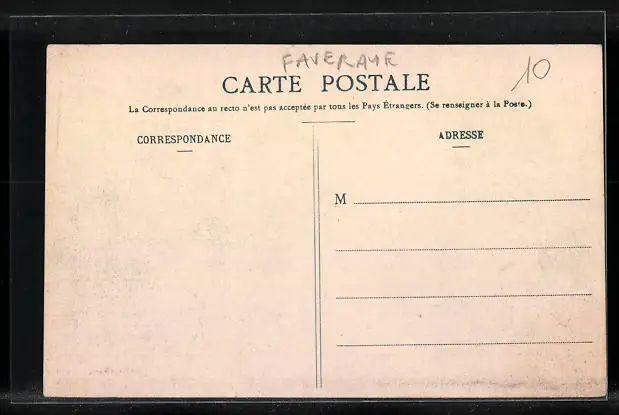 FAVERAYE
10
CARTE POSTALE
La Correspondance au recto n'est pas acceptée par tous les Pays Étrangers. (Se renseigner à la Poste.)
CORRESPONDANCE
ADRESSE
M